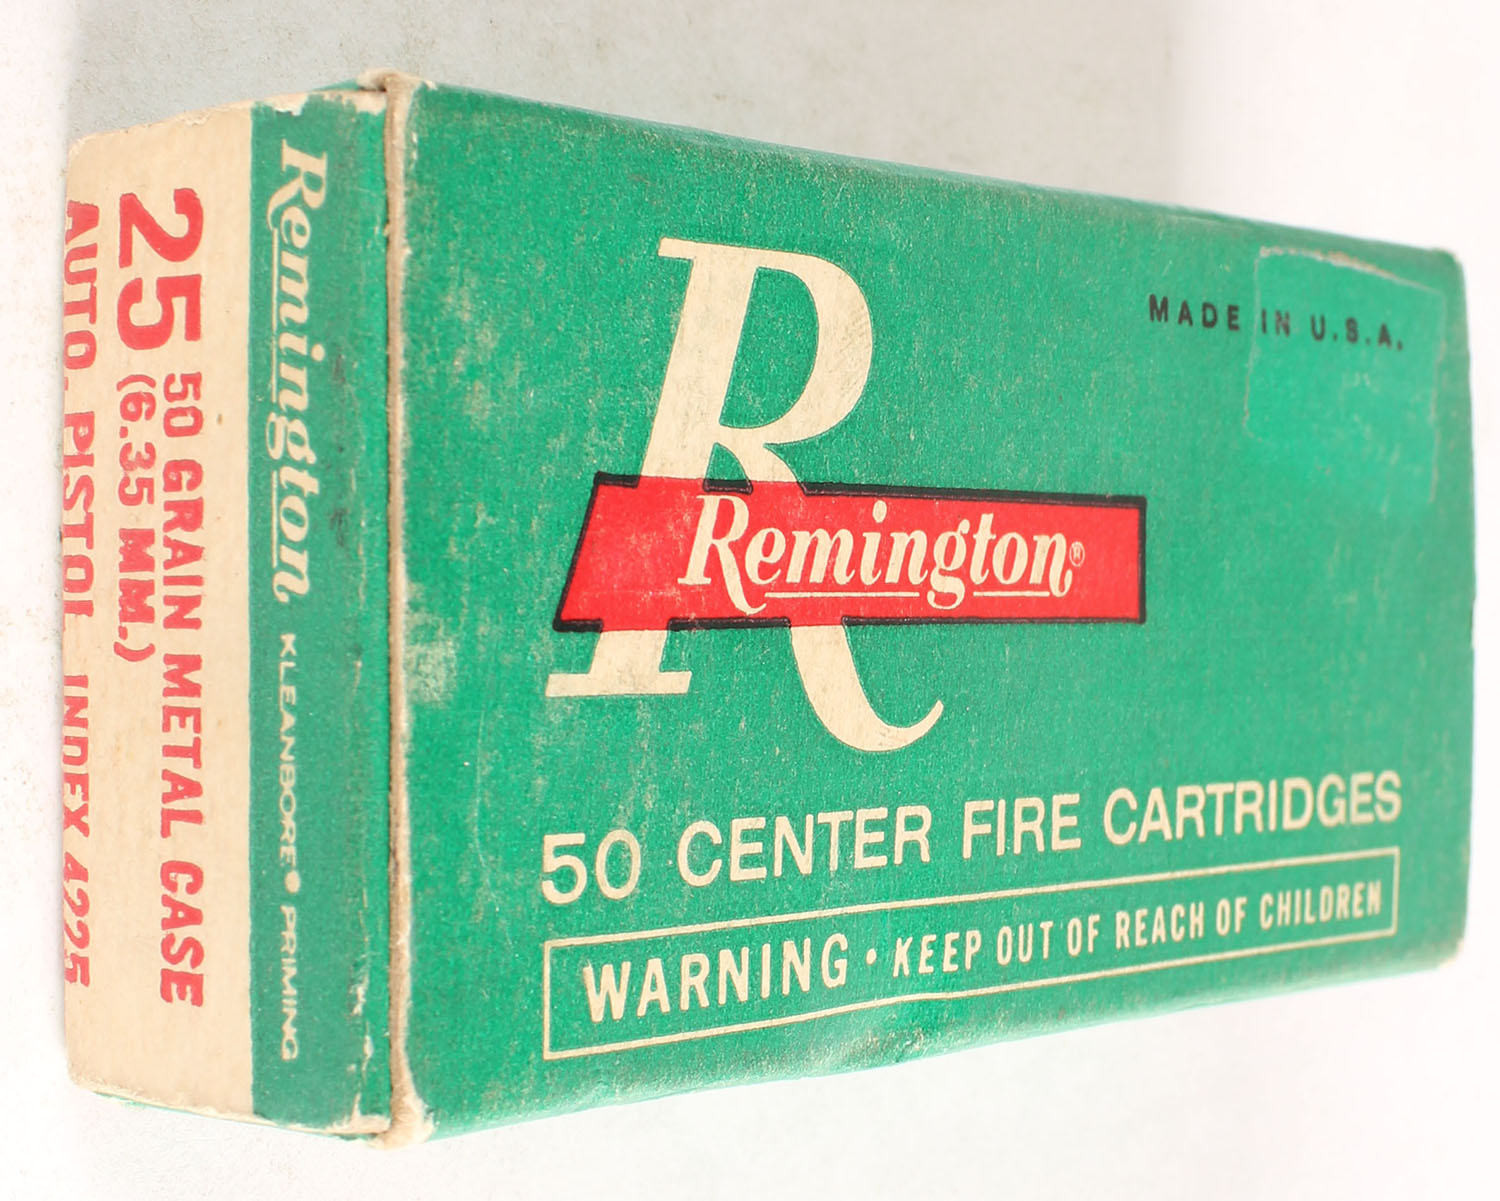 MADE IN U.S.A.
R
Remington®
50 CENTER FIRE CARTRIDGES
WARNING • KEEP OUT OF REACH OF CHILDREN
Remington KLEANBORE® PRIMING
25 50 GRAIN METAL CASE
(6.35 MM.)
AUTO. PISTOL INDEX 4225